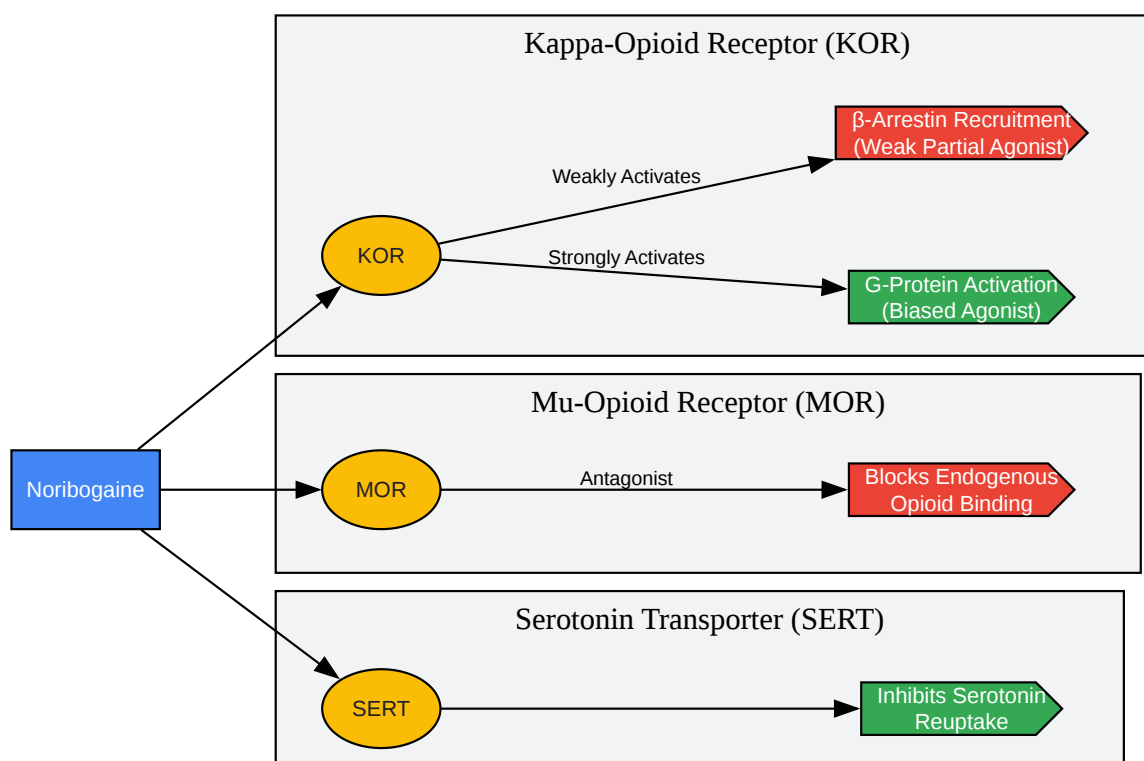 Kappa-Opioid Receptor (KOR)
β-Arrestin Recruitment
(Weak Partial Agonist)
Weakly Activates
KOR
Strongly Activates
G-Protein Activation
(Biased Agonist)
Mu-Opioid Receptor (MOR)
Noribogaine
MOR
Antagonist
Blocks Endogenous
Opioid Binding
Serotonin Transporter (SERT)
SERT
Inhibits Serotonin
Reuptake